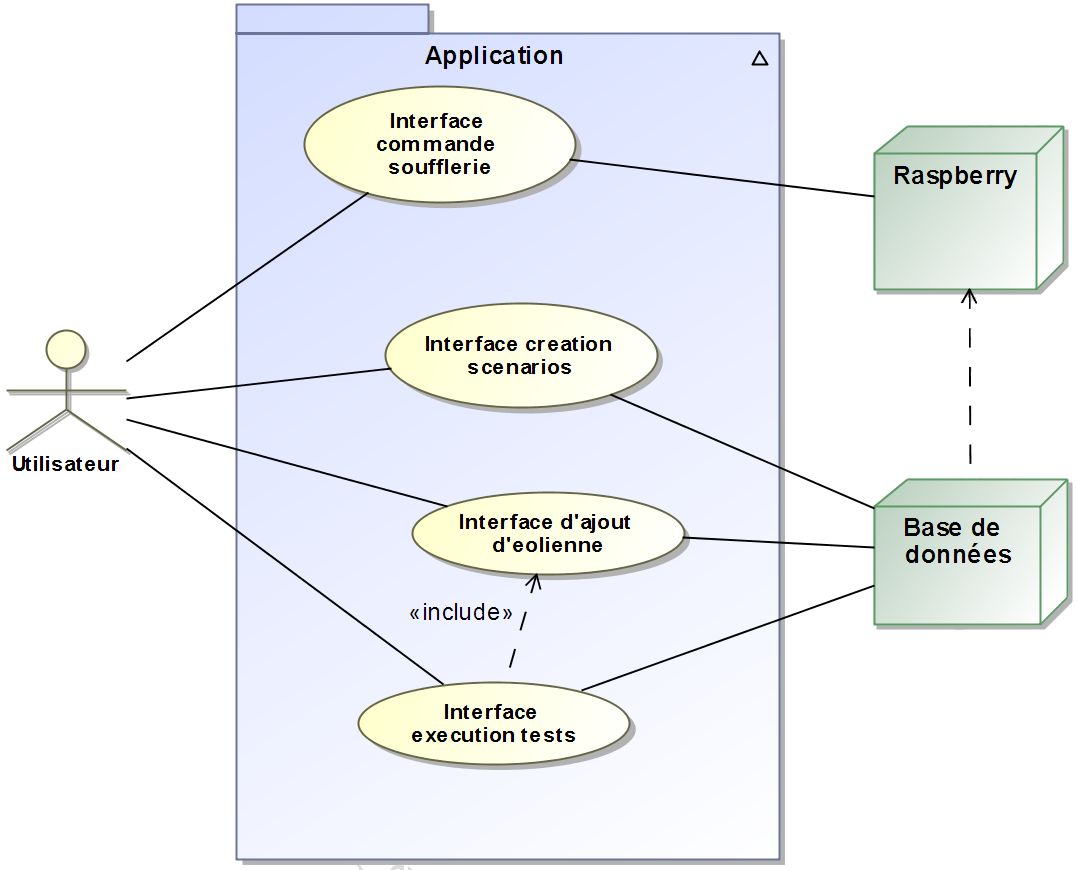 Application
Interface
commande
soufflerie
Raspberry
Interface creation
scenarios
Utilisateur
Interface d'ajout
d'eolienne
Base de
données
«include»
Interface
execution tests